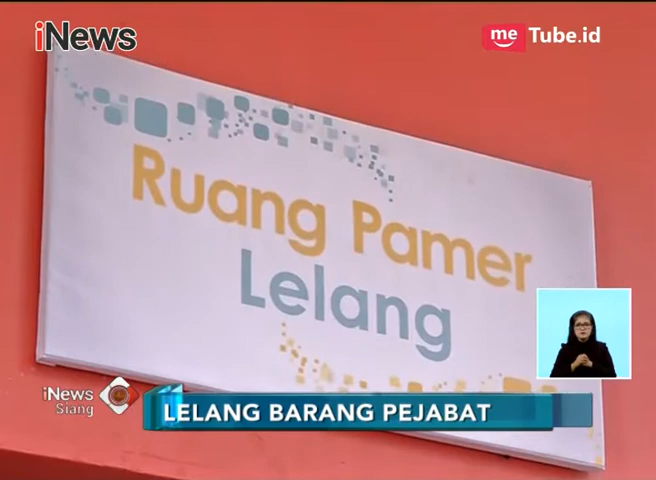 iNews
me Tube.id
Ruang Pamer
Lelang
iNews
Siang
LELANG BARANG PEJABAT